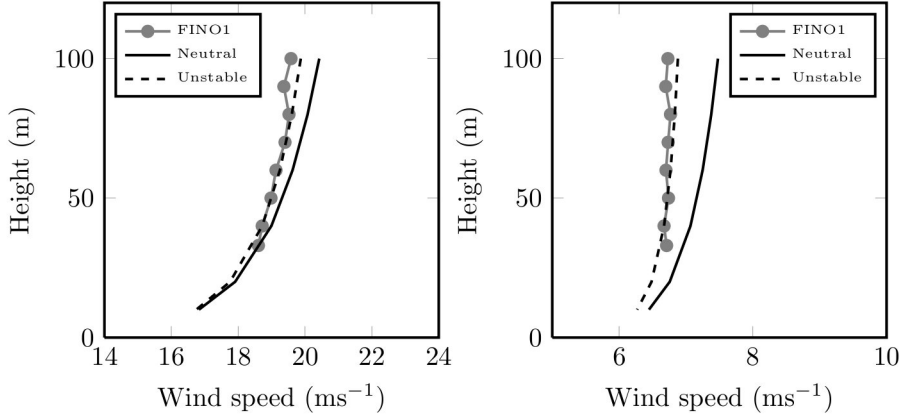 FINO1
Neutral
Unstable
100
50
0
14 16 18 20 22 24
Height (m)
Wind speed (ms⁻¹)
FINO1
Neutral
Unstable
100
50
0
6 8 10
Height (m)
Wind speed (ms⁻¹)